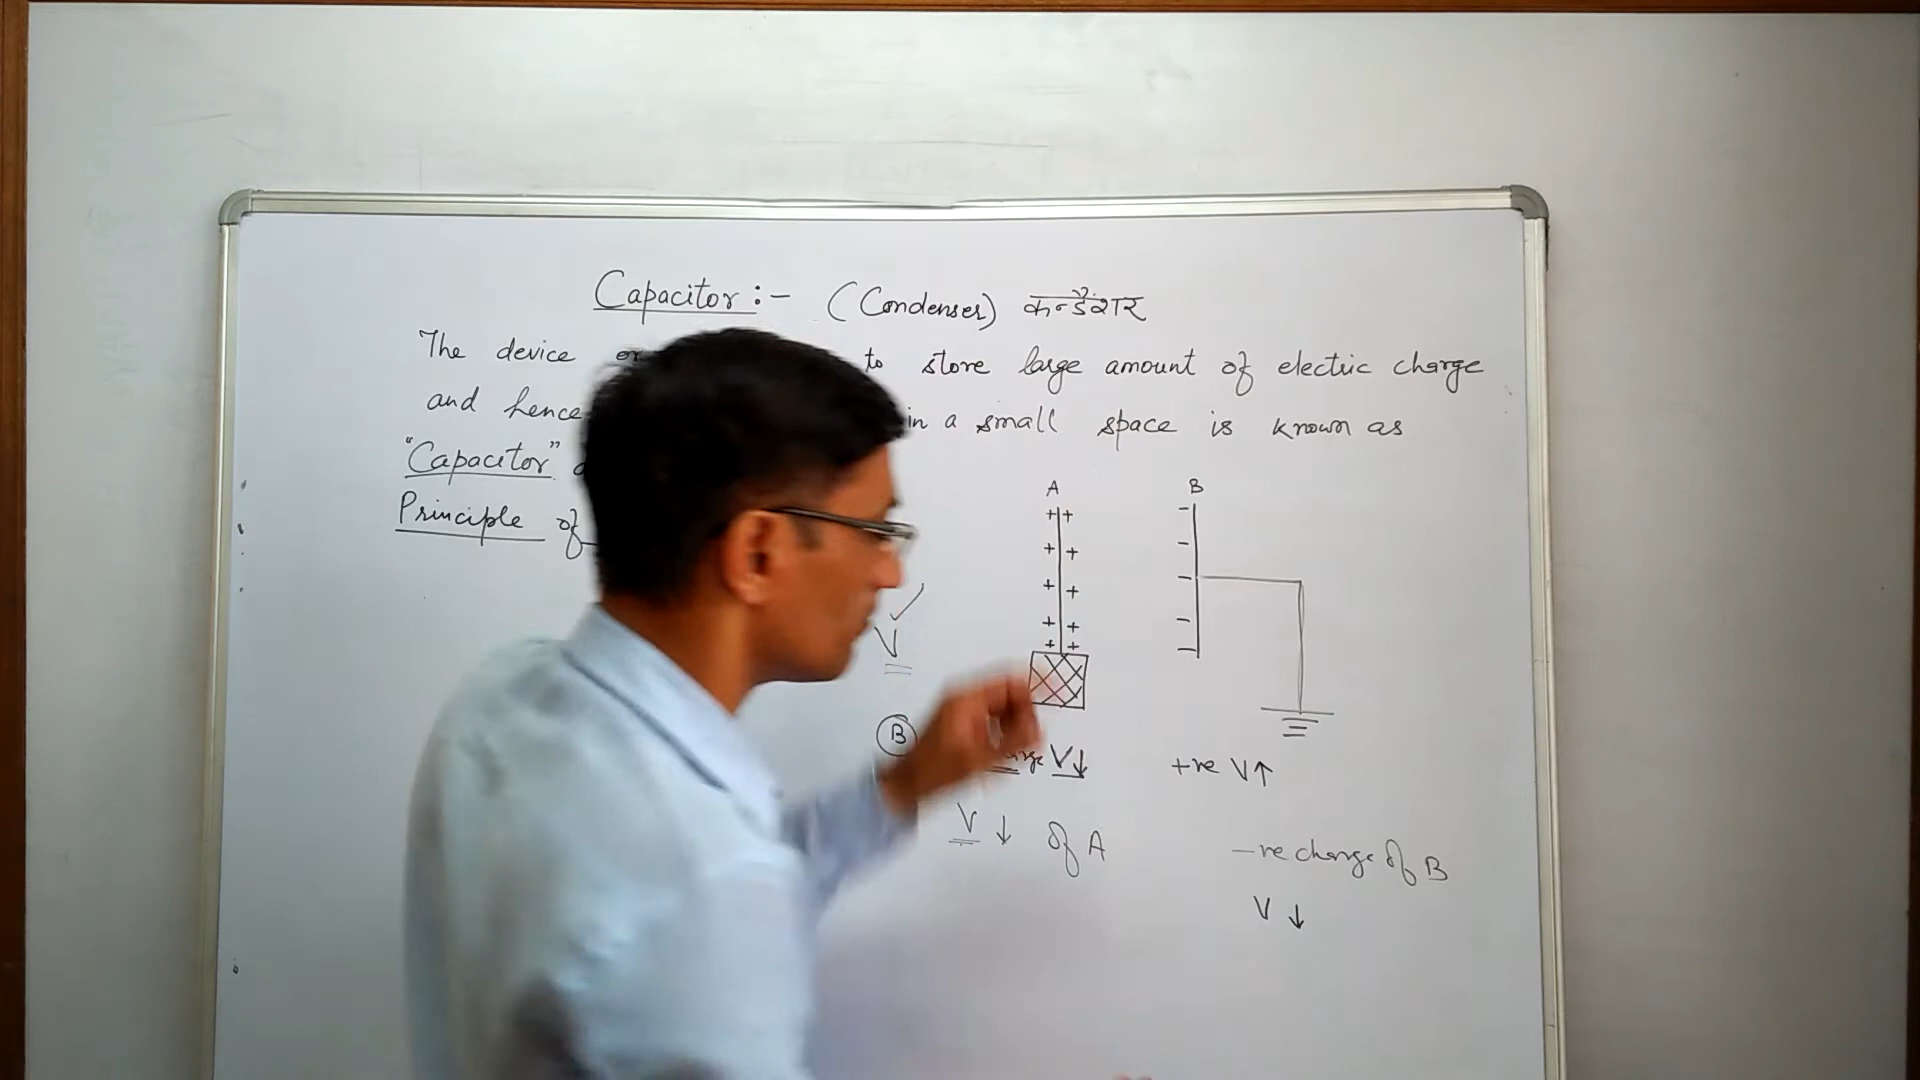 Capacitor :- (Condenser) कन्डेंशर
The device or to store large amount of electric charge
and hence in a small space is known as
"Capacitor"
Principle of
A B
+ + -
+ + -
+ + -
+ + -
+ + -
V ✓
B V↓ +ve V↑
V ↓ of A -ve charge of B
V ↓